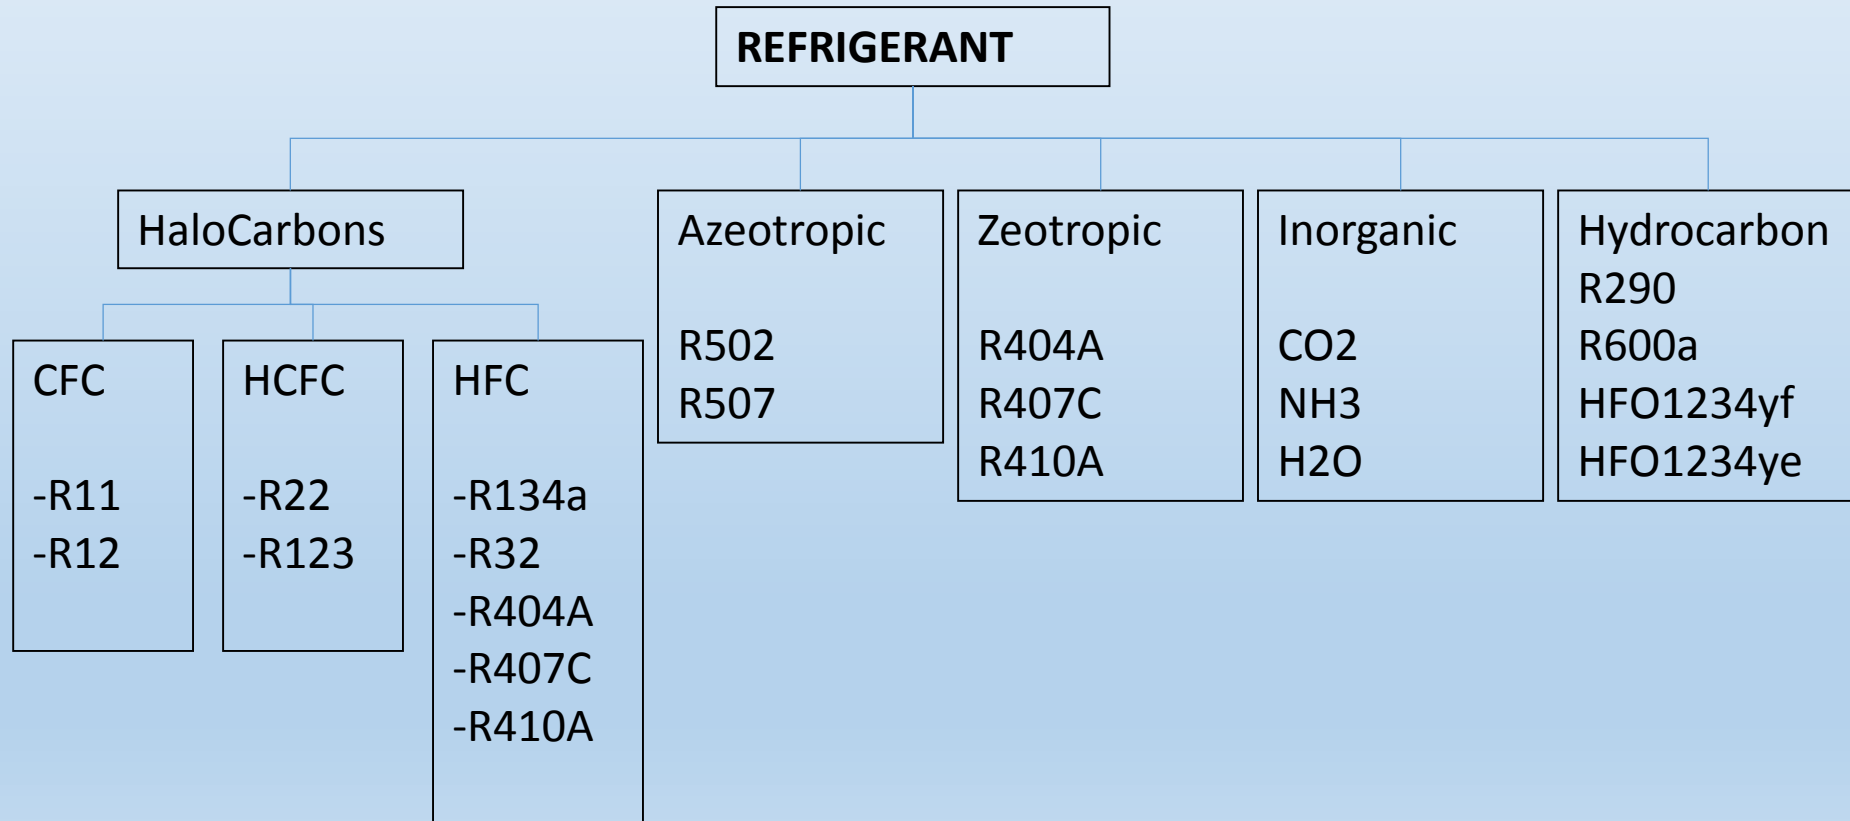 REFRIGERANT
HaloCarbons
CFC
-R11
-R12
HCFC
-R22
-R123
HFC
-R134a
-R32
-R404A
-R407C
-R410A
Azeotropic
R502
R507
Zeotropic
R404A
R407C
R410A
Inorganic
CO2
NH3
H2O
Hydrocarbon
R290
R600a
HFO1234yf
HFO1234ye